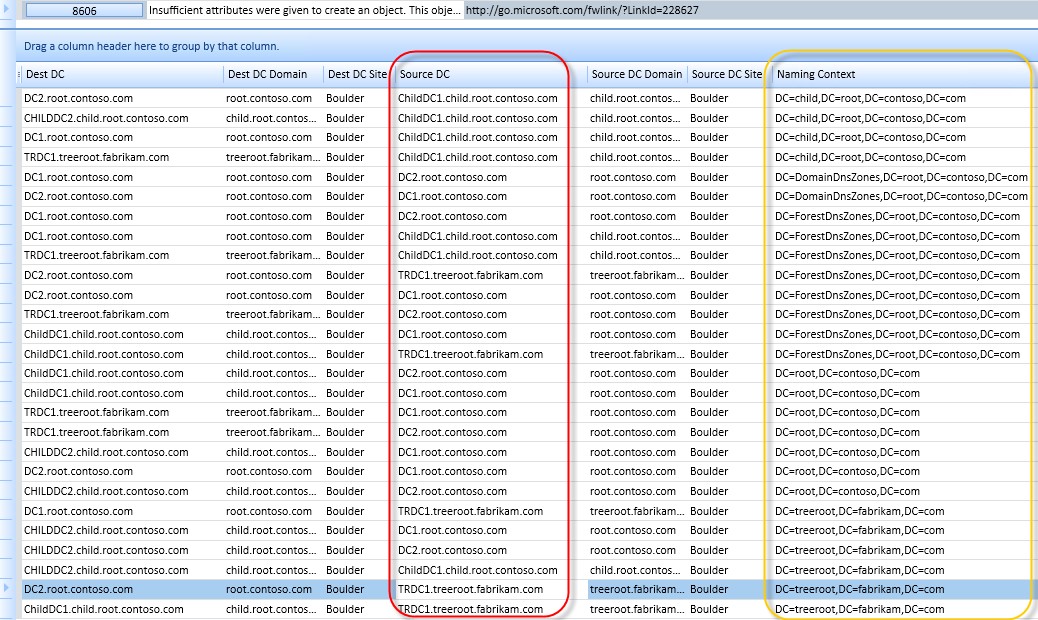 8606 Insufficient attributes were given to create an object. This obje... http://go.microsoft.com/fwlink/?LinkId=228627
Drag a column header here to group by that column.
Dest DC Dest DC Domain Dest DC Site Source DC Source DC Domain Source DC Site Naming Context
DC2.root.contoso.com root.contoso.com Boulder ChildDC1.child.root.contoso.com child.root.contos... Boulder DC=child,DC=root,DC=contoso,DC=com
CHILDDC2.child.root.contoso.com child.root.contos... Boulder ChildDC1.child.root.contoso.com child.root.contos... Boulder DC=child,DC=root,DC=contoso,DC=com
DC1.root.contoso.com root.contoso.com Boulder ChildDC1.child.root.contoso.com child.root.contos... Boulder DC=child,DC=root,DC=contoso,DC=com
TRDC1.treeroot.fabrikam.com treeroot.fabrikam... Boulder ChildDC1.child.root.contoso.com child.root.contos... Boulder DC=child,DC=root,DC=contoso,DC=com
DC1.root.contoso.com root.contoso.com Boulder DC2.root.contoso.com root.contoso.com Boulder DC=DomainDnsZones,DC=root,DC=contoso,DC=com
DC2.root.contoso.com root.contoso.com Boulder DC1.root.contoso.com root.contoso.com Boulder DC=DomainDnsZones,DC=root,DC=contoso,DC=com
DC1.root.contoso.com root.contoso.com Boulder DC2.root.contoso.com root.contoso.com Boulder DC=ForestDnsZones,DC=root,DC=contoso,DC=com
DC1.root.contoso.com root.contoso.com Boulder ChildDC1.child.root.contoso.com child.root.contos... Boulder DC=ForestDnsZones,DC=root,DC=contoso,DC=com
TRDC1.treeroot.fabrikam.com treeroot.fabrikam... Boulder ChildDC1.child.root.contoso.com child.root.contos... Boulder DC=ForestDnsZones,DC=root,DC=contoso,DC=com
DC2.root.contoso.com root.contoso.com Boulder TRDC1.treeroot.fabrikam.com treeroot.fabrikam... Boulder DC=ForestDnsZones,DC=root,DC=contoso,DC=com
DC2.root.contoso.com root.contoso.com Boulder DC1.root.contoso.com root.contoso.com Boulder DC=ForestDnsZones,DC=root,DC=contoso,DC=com
TRDC1.treeroot.fabrikam.com treeroot.fabrikam... Boulder DC2.root.contoso.com root.contoso.com Boulder DC=ForestDnsZones,DC=root,DC=contoso,DC=com
ChildDC1.child.root.contoso.com child.root.contos... Boulder DC1.root.contoso.com root.contoso.com Boulder DC=ForestDnsZones,DC=root,DC=contoso,DC=com
ChildDC1.child.root.contoso.com child.root.contos... Boulder TRDC1.treeroot.fabrikam.com treeroot.fabrikam... Boulder DC=ForestDnsZones,DC=root,DC=contoso,DC=com
ChildDC1.child.root.contoso.com child.root.contos... Boulder DC2.root.contoso.com root.contoso.com Boulder DC=root,DC=contoso,DC=com
ChildDC1.child.root.contoso.com child.root.contos... Boulder DC1.root.contoso.com root.contoso.com Boulder DC=root,DC=contoso,DC=com
TRDC1.treeroot.fabrikam.com treeroot.fabrikam... Boulder DC1.root.contoso.com root.contoso.com Boulder DC=root,DC=contoso,DC=com
TRDC1.treeroot.fabrikam.com treeroot.fabrikam... Boulder DC2.root.contoso.com root.contoso.com Boulder DC=root,DC=contoso,DC=com
CHILDDC2.child.root.contoso.com child.root.contos... Boulder DC1.root.contoso.com root.contoso.com Boulder DC=root,DC=contoso,DC=com
DC2.root.contoso.com root.contoso.com Boulder DC1.root.contoso.com root.contoso.com Boulder DC=root,DC=contoso,DC=com
CHILDDC2.child.root.contoso.com child.root.contos... Boulder DC2.root.contoso.com root.contoso.com Boulder DC=root,DC=contoso,DC=com
DC1.root.contoso.com root.contoso.com Boulder TRDC1.treeroot.fabrikam.com treeroot.fabrikam... Boulder DC=treeroot,DC=fabrikam,DC=com
CHILDDC2.child.root.contoso.com child.root.contos... Boulder DC1.root.contoso.com root.contoso.com Boulder DC=treeroot,DC=fabrikam,DC=com
CHILDDC2.child.root.contoso.com child.root.contos... Boulder DC2.root.contoso.com root.contoso.com Boulder DC=treeroot,DC=fabrikam,DC=com
CHILDDC2.child.root.contoso.com child.root.contos... Boulder ChildDC1.child.root.contoso.com child.root.contos... Boulder DC=treeroot,DC=fabrikam,DC=com
DC2.root.contoso.com root.contoso.com Boulder TRDC1.treeroot.fabrikam.com treeroot.fabrikam... Boulder DC=treeroot,DC=fabrikam,DC=com
ChildDC1.child.root.contoso.com child.root.contos... Boulder TRDC1.treeroot.fabrikam.com treeroot.fabrikam... Boulder DC=treeroot,DC=fabrikam,DC=com